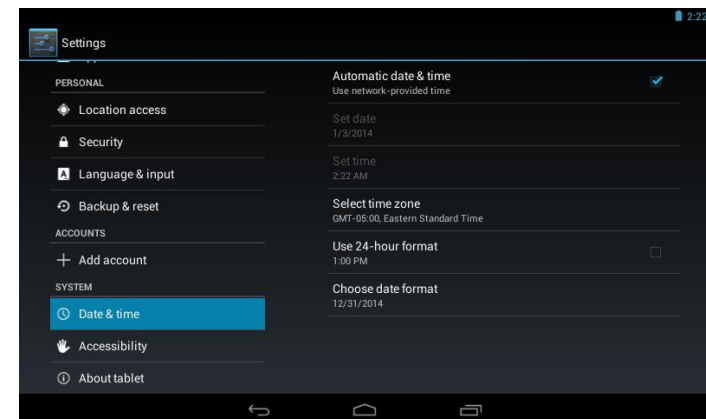 2:22
Settings
PERSONAL
Location access
Security
A Language & input
Backup & reset
ACCOUNTS
Add account
SYSTEM
Date & time
Accessibility
About tablet
Automatic date & time
Use network-provided time
Set date
1/3/2014
Set time
2:22 AM
Select time zone
GMT-05:00, Eastern Standard Time
Use 24-hour format
1:00 PM
Choose date format
12/31/2014